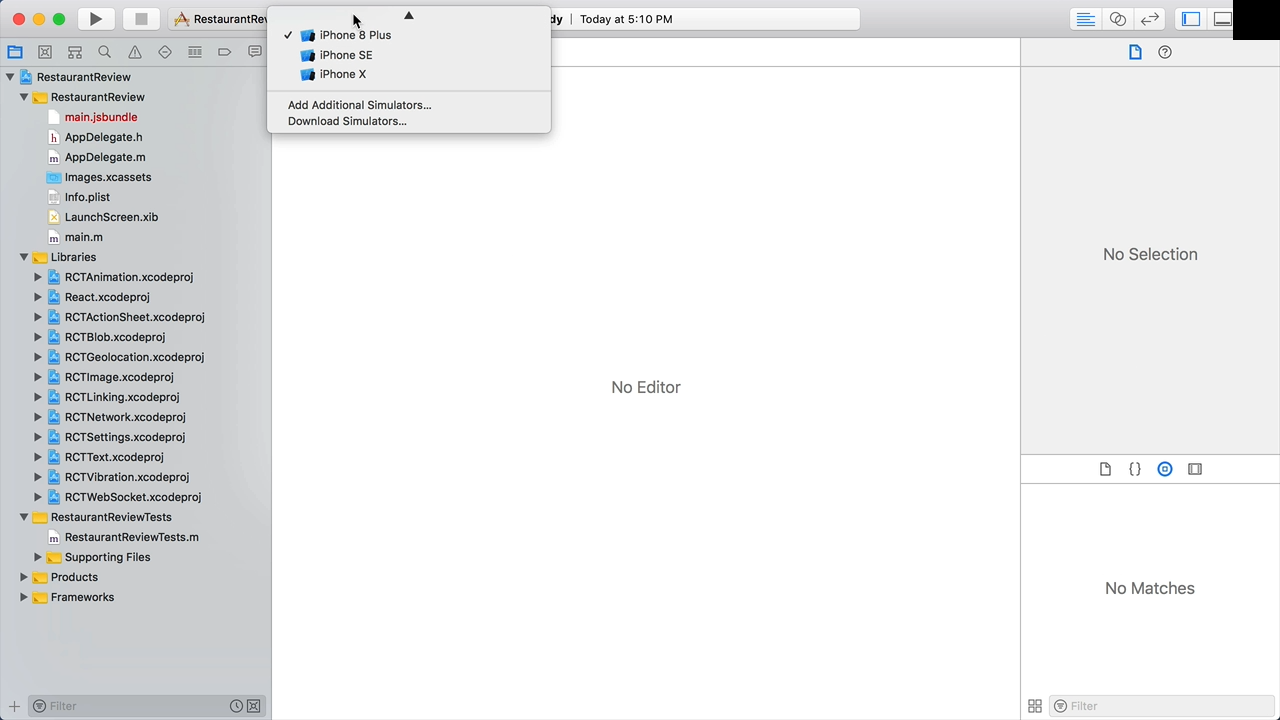 RestaurantRev
dy | Today at 5:10 PM
✓ iPhone 8 Plus
iPhone SE
iPhone X
Add Additional Simulators...
Download Simulators...
RestaurantReview
RestaurantReview
main.jsbundle
AppDelegate.h
AppDelegate.m
Images.xcassets
Info.plist
LaunchScreen.xib
main.m
Libraries
RCTAnimation.xcodeproj
React.xcodeproj
RCTActionSheet.xcodeproj
RCTBlob.xcodeproj
RCTGeolocation.xcodeproj
RCTImage.xcodeproj
RCTLinking.xcodeproj
RCTNetwork.xcodeproj
RCTSettings.xcodeproj
RCTText.xcodeproj
RCTVibration.xcodeproj
RCTWebSocket.xcodeproj
RestaurantReviewTests
RestaurantReviewTests.m
Supporting Files
Products
Frameworks
Filter
No Editor
No Selection
No Matches
Filter